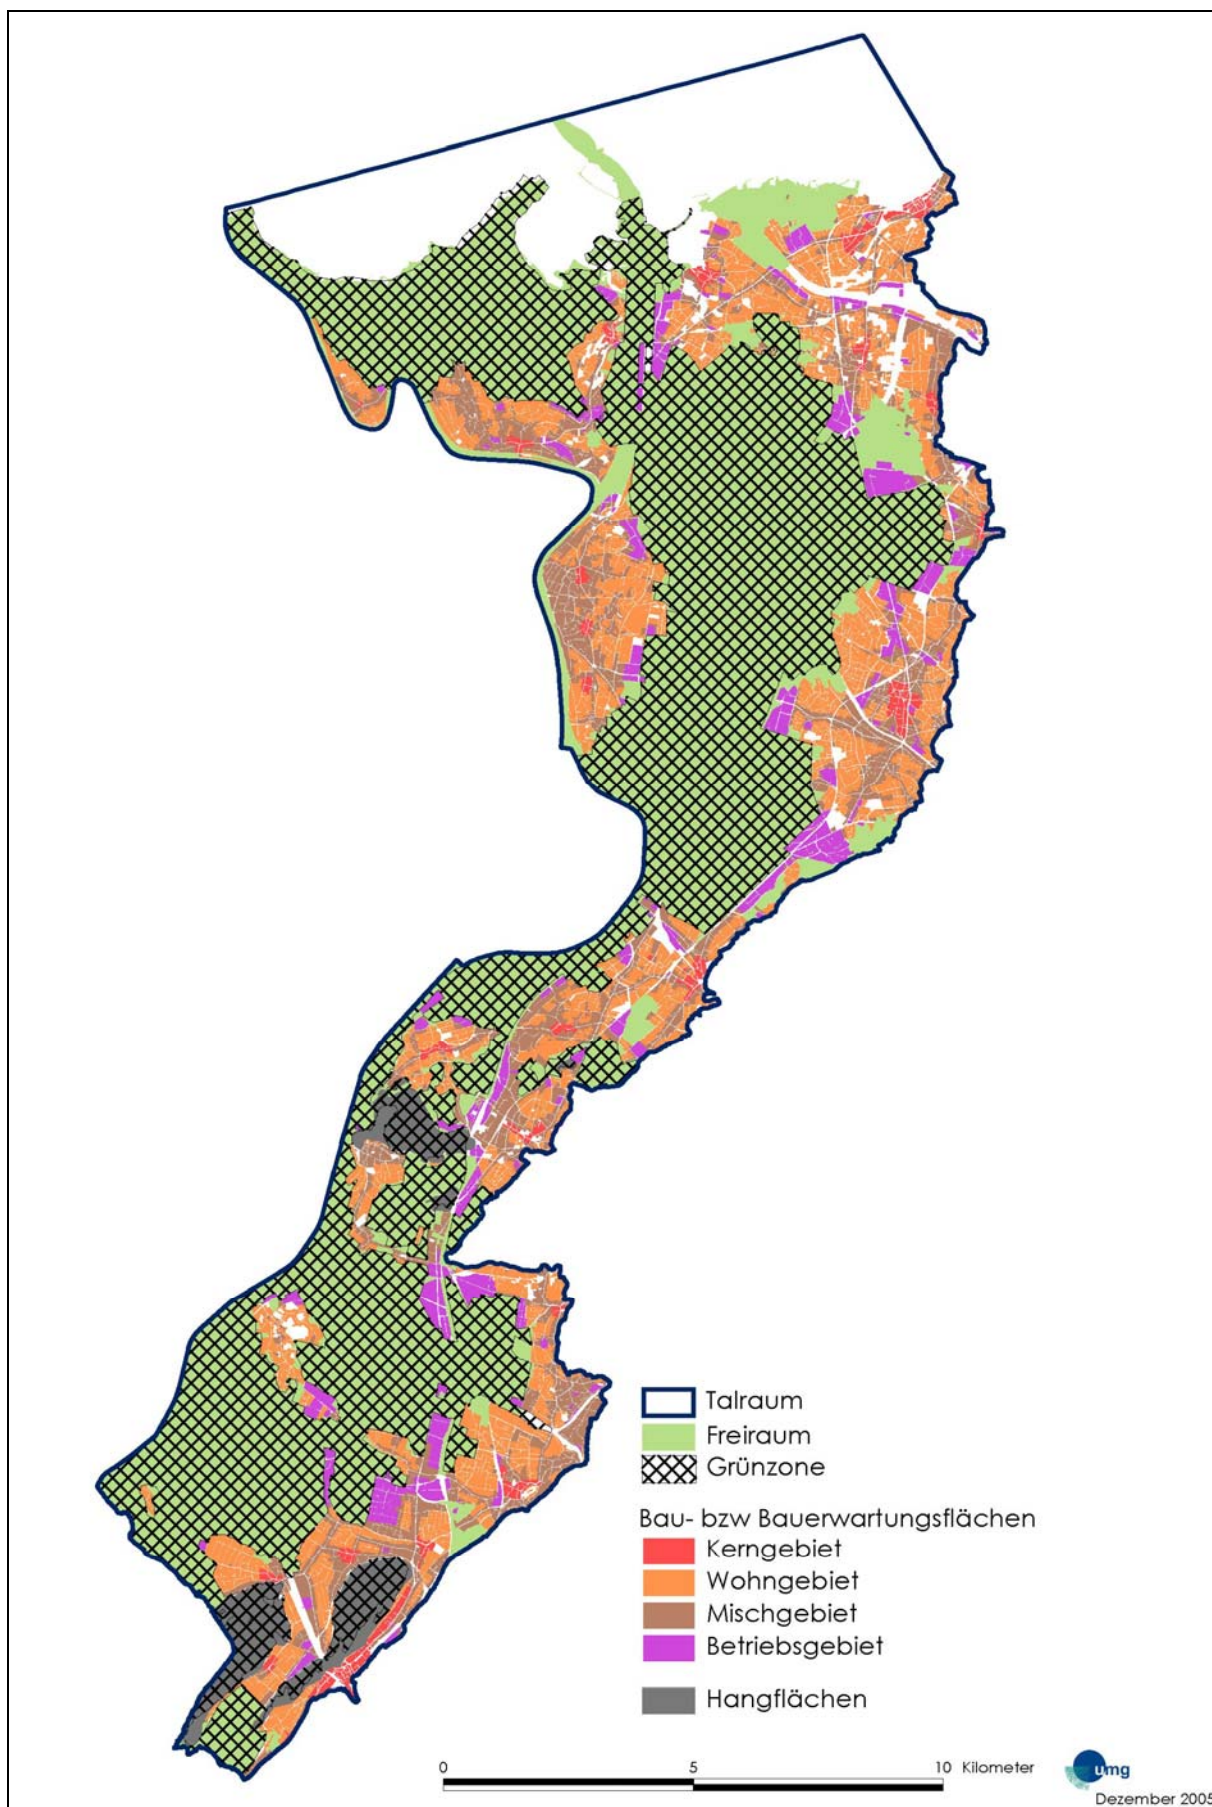 Talraum
Freiraum
Grünzone
Bau- bzw Bauerwartungsflächen
Kerngebiet
Wohngebiet
Mischgebiet
Betriebsgebiet
Hangflächen
0 5 10 Kilometer
umg
Dezember 2005